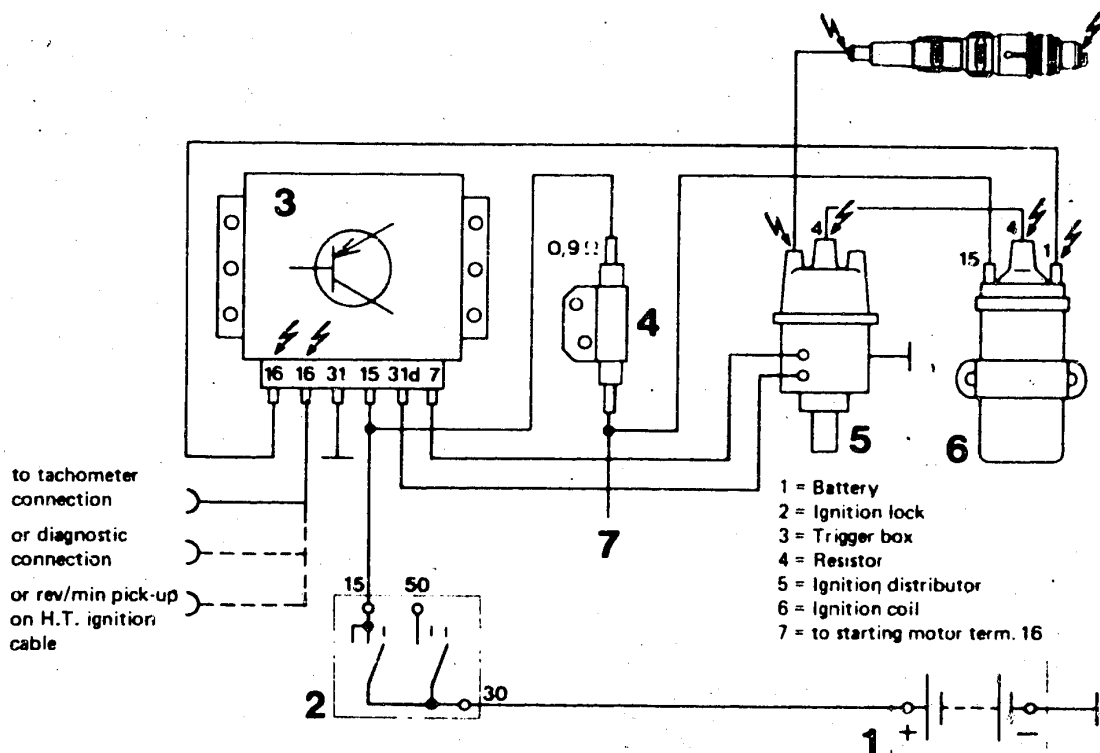 4
4
1
3
0,9 Ω
15
4
16 16 31 15 31d 7
5
6
to tachometer
connection
or diagnostic
connection
or rev/min pick-up
on H.T. ignition
cable
7
1 = Battery
2 = Ignition lock
3 = Trigger box
4 = Resistor
5 = Ignition distributor
6 = Ignition coil
7 = to starting motor term. 16
15 50
2
30
1
+ −